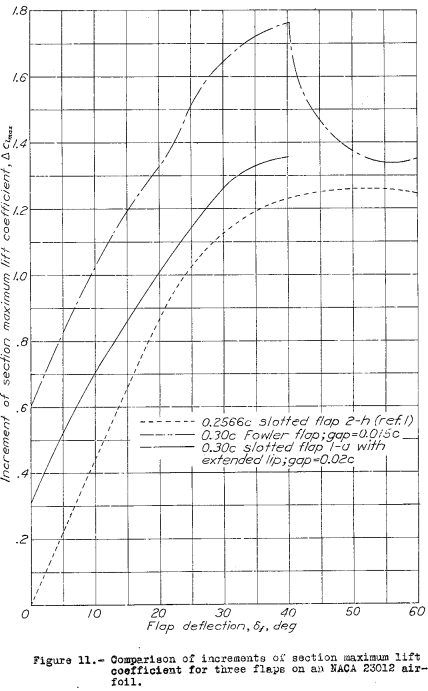 1.8
1.6
1.4
1.2
1.0
.8
.6
.4
.2
0
10
20
30
40
50
60
Increment of section maximum lift coefficient, Δ c_lmax
0.2566c slotted flap 2-h (ref.1)
0.30c Fowler flap; gap=0.015c
0.30c slotted flap 1-a with
extended lip; gap=0.02c
Flap deflection, δf, deg
Figure 11.- Comparison of increments of section maximum lift
coefficient for three flaps on an NACA 23012 air-
foil.